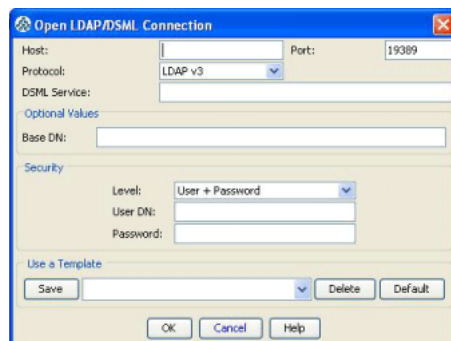 Open LDAP/DSML Connection
Host: Port: 19389
Protocol: LDAP v3
DSML Service:
Optional Values
Base DN:
Security
Level: User + Password
User DN:
Password:
Use a Template
Save Delete Default
OK Cancel Help